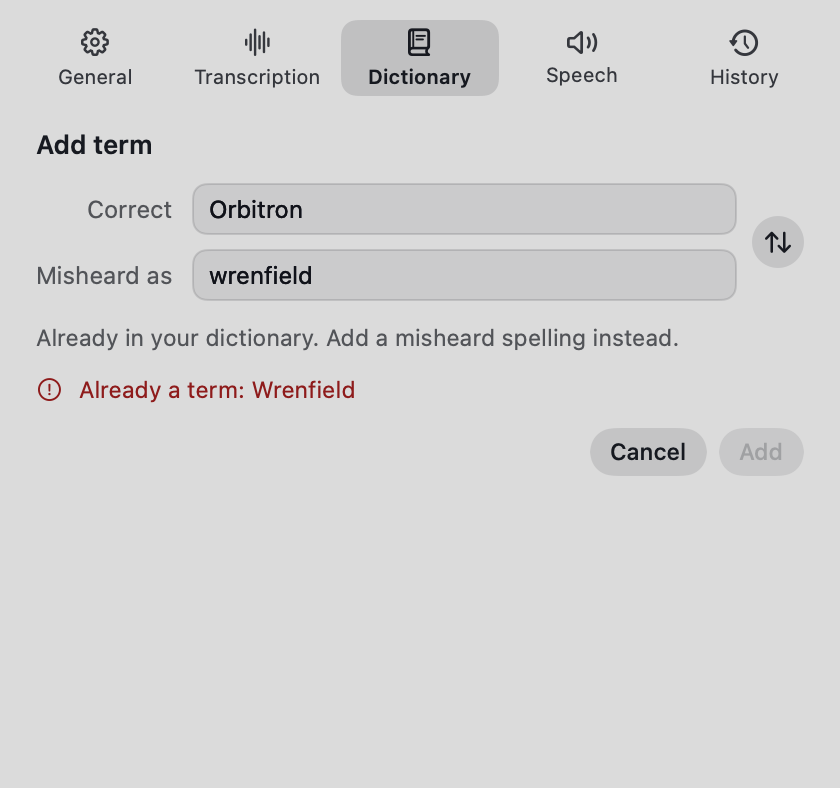 General
Transcription
Dictionary
Speech
History
Add term
Correct
Orbitron
Misheard as
wrenfield
Already in your dictionary. Add a misheard spelling instead.
Already a term: Wrenfield
Cancel
Add